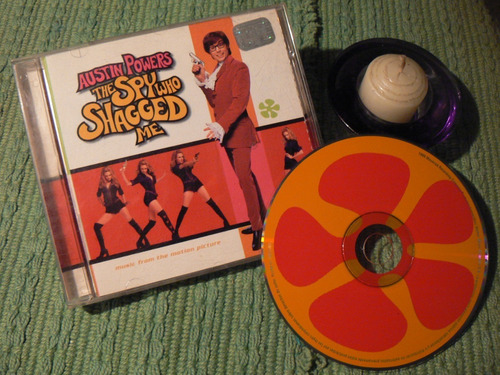 AUSTIN POWERS
THE SPY WHO
SHAGGED
ME
music from the motion picture